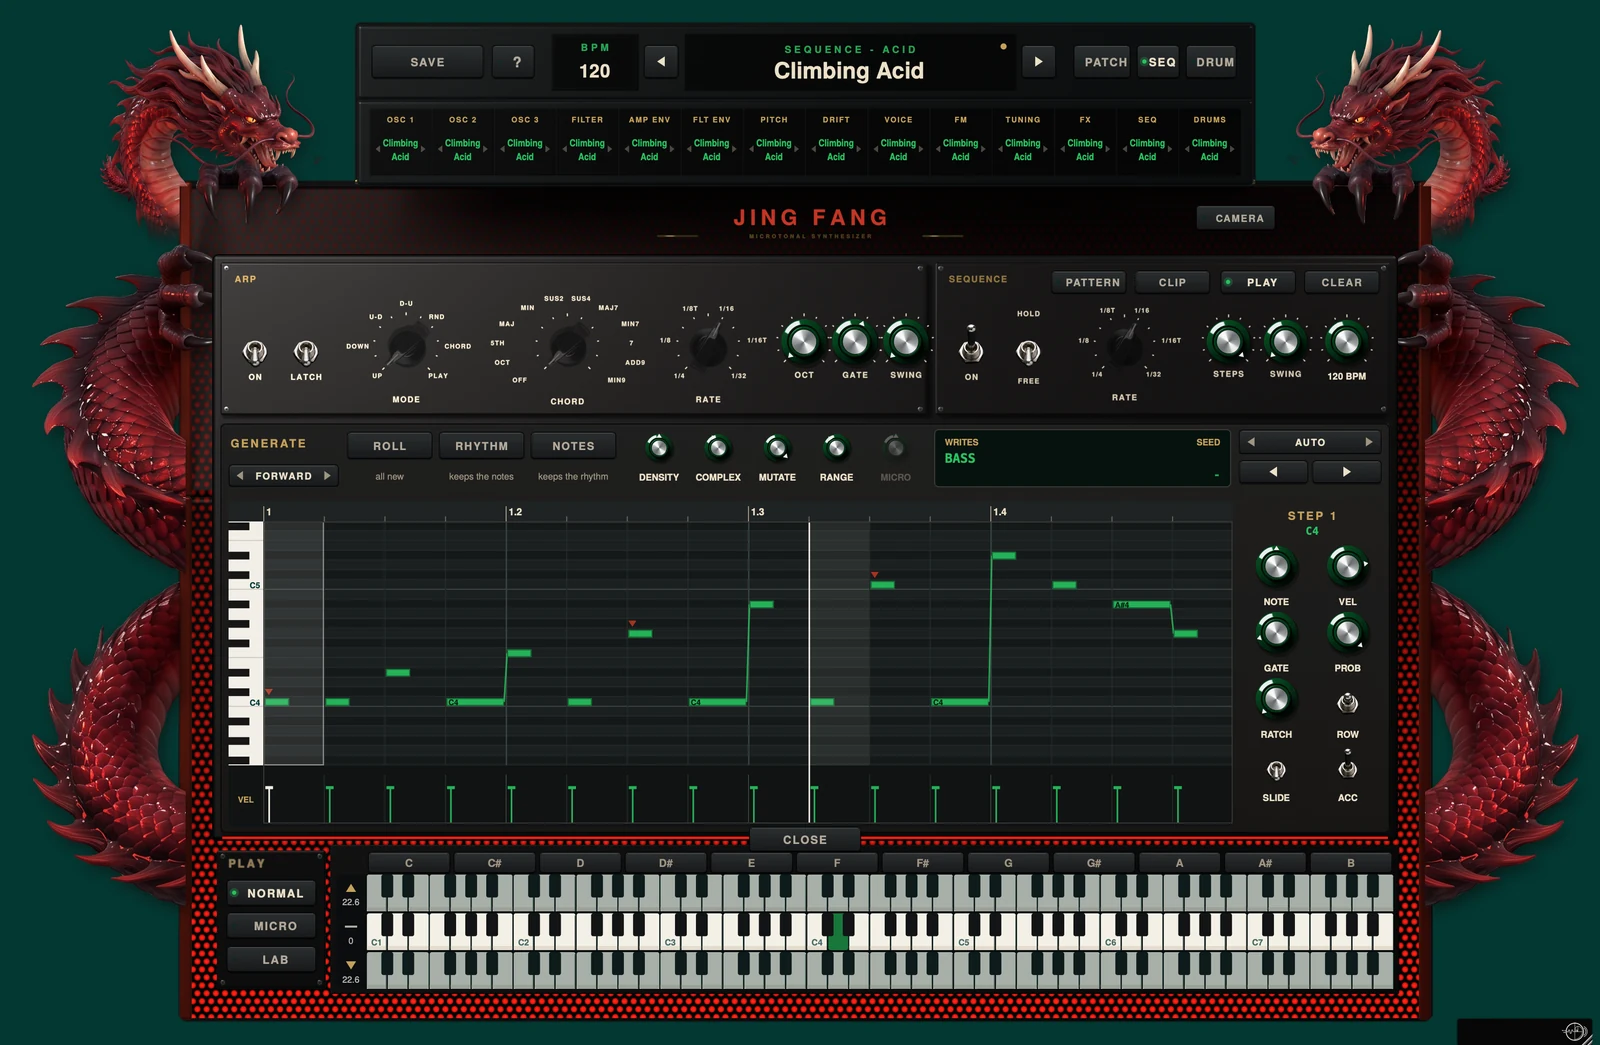 SAVE
?
BPM
120
SEQUENCE - ACID
Climbing Acid
PATCH
SEQ
DRUM
OSC 1
OSC 2
OSC 3
FILTER
AMP ENV
FLT ENV
PITCH
DRIFT
VOICE
FM
TUNING
FX
SEQ
DRUMS
Climbing Climbing Climbing Climbing Climbing Climbing Climbing Climbing Climbing Climbing Climbing Climbing Climbing Climbing
Acid Acid Acid Acid Acid Acid Acid Acid Acid Acid Acid Acid Acid Acid
JING FANG
MICROTONAL SYNTHESIZER
CAMERA
ARP
ON
LATCH
UP
DOWN
U-D
D-U
RND
CHORD
PLAY
MODE
OFF
OCT
5TH
MAJ
MIN
SUS2
SUS4
MAJ7
MIN7
7
ADD9
MIN9
CHORD
1/4
1/8
1/8T
1/16
1/16T
1/32
RATE
OCT
GATE
SWING
SEQUENCE
PATTERN
CLIP
PLAY
CLEAR
ON
HOLD
FREE
1/4
1/8
1/8T
1/16
1/16T
1/32
RATE
STEPS
SWING
120 BPM
GENERATE
FORWARD
ROLL
all new
RHYTHM
keeps the notes
NOTES
keeps the rhythm
DENSITY
COMPLEX
MUTATE
RANGE
MICRO
WRITES
SEED
BASS
-
AUTO
1
1.2
1.3
1.4
C5
C4
C4
C4
C4
A#4
VEL
STEP 1
C4
NOTE
VEL
GATE
PROB
RATCH
ROW
SLIDE
ACC
CLOSE
PLAY
NORMAL
MICRO
LAB
22.6
0
22.6
C
C#
D
D#
E
F
F#
G
G#
A
A#
B
C1
C2
C3
C4
C5
C6
C7